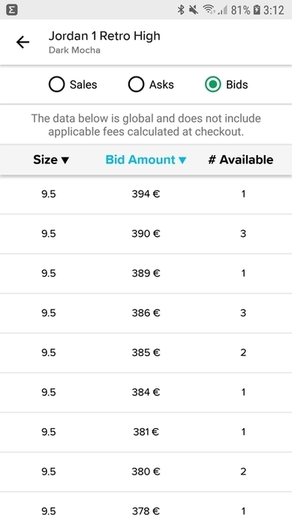 81% 3:12
Jordan 1 Retro High
Dark Mocha
Sales Asks Bids
The data below is global and does not include
applicable fees calculated at checkout.
Size ▼ Bid Amount ▼ # Available
9.5 394 € 1
9.5 390 € 3
9.5 389 € 1
9.5 386 € 3
9.5 385 € 2
9.5 384 € 1
9.5 381 € 1
9.5 380 € 2
9.5 378 € 1